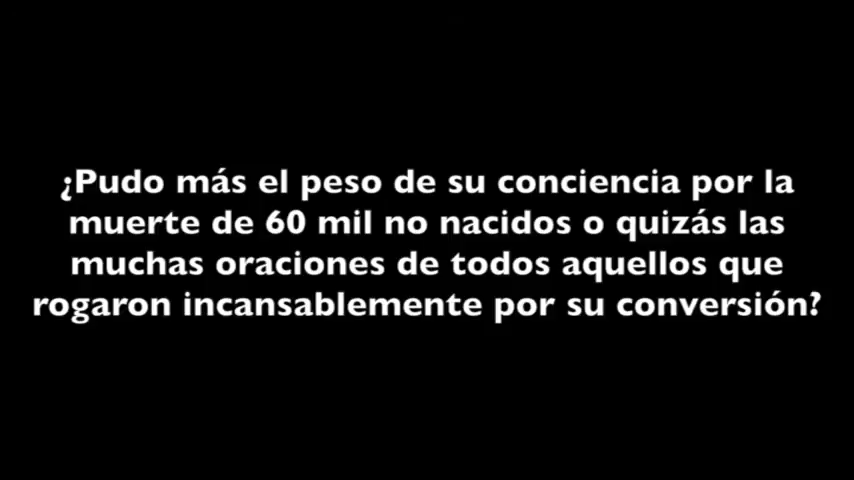 ¿Pudo más el peso de su conciencia por la
muerte de 60 mil no nacidos o quizás las
muchas oraciones de todos aquellos que
rogaron incansablemente por su conversión?